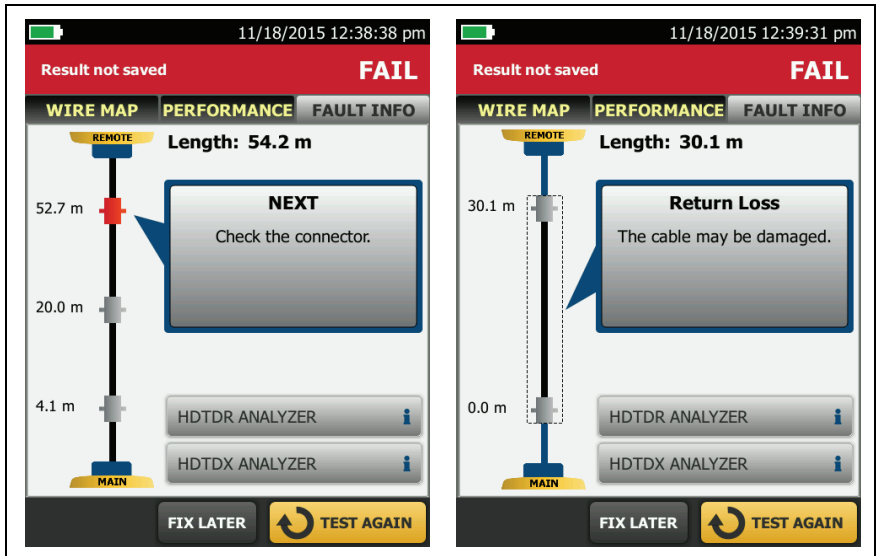 11/18/2015 12:38:38 pm
Result not saved
FAIL
WIRE MAP
PERFORMANCE
FAULT INFO
REMOTE
Length: 54.2 m
52.7 m
NEXT
Check the connector.
20.0 m
4.1 m
HDTDR ANALYZER
i
HDTDX ANALYZER
i
MAIN
FIX LATER
TEST AGAIN
11/18/2015 12:39:31 pm
Result not saved
FAIL
WIRE MAP
PERFORMANCE
FAULT INFO
REMOTE
Length: 30.1 m
30.1 m
Return Loss
The cable may be damaged.
0.0 m
HDTDR ANALYZER
i
HDTDX ANALYZER
i
MAIN
FIX LATER
TEST AGAIN